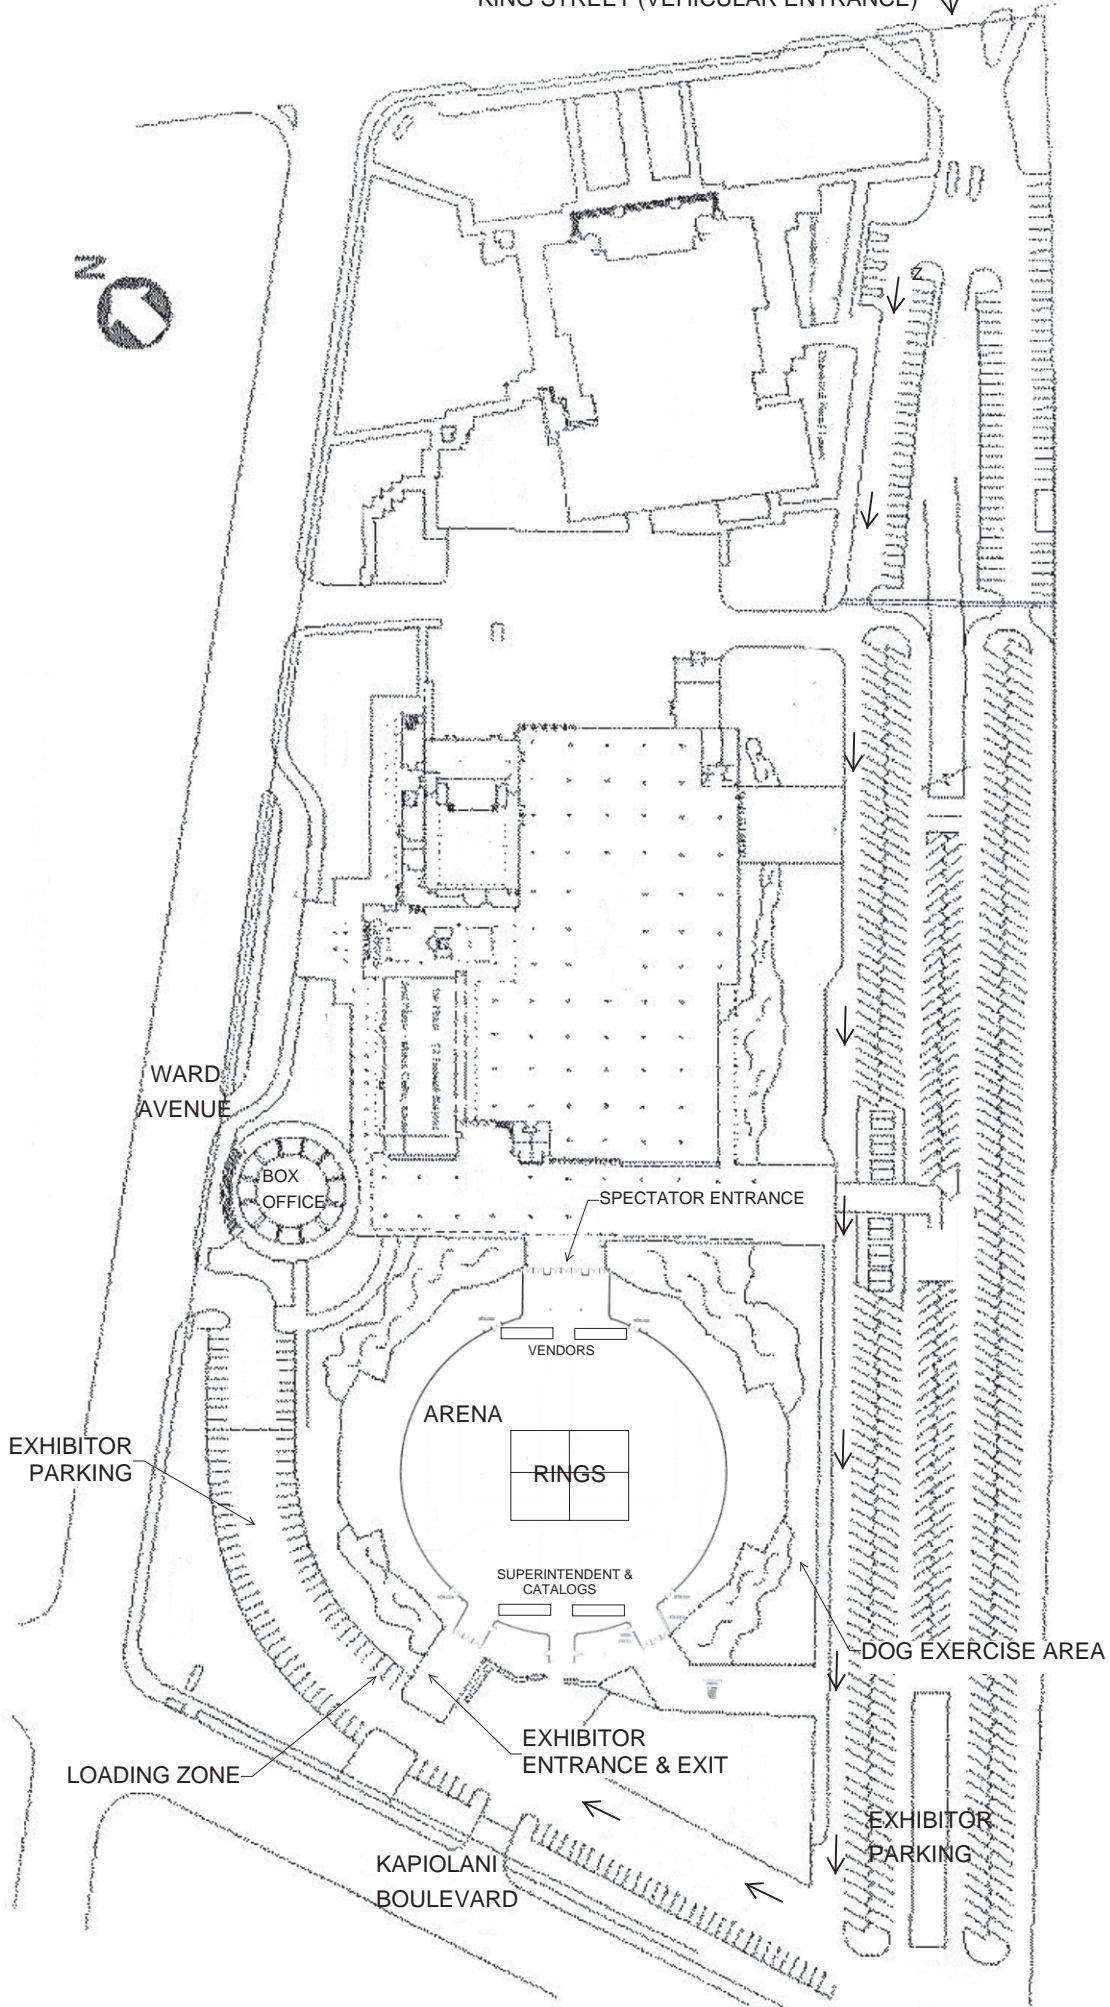 KING STREET (VEHICULAR ENTRANCE)
N
Z
WARD
AVENUE
BOX
OFFICE
SPECTATOR ENTRANCE
VENDORS
ARENA
EXHIBITOR
PARKING
RINGS
SUPERINTENDENT &
CATALOGS
DOG EXERCISE AREA
EXHIBITOR
ENTRANCE & EXIT
LOADING ZONE
EXHIBITOR
PARKING
KAPIOLANI
BOULEVARD